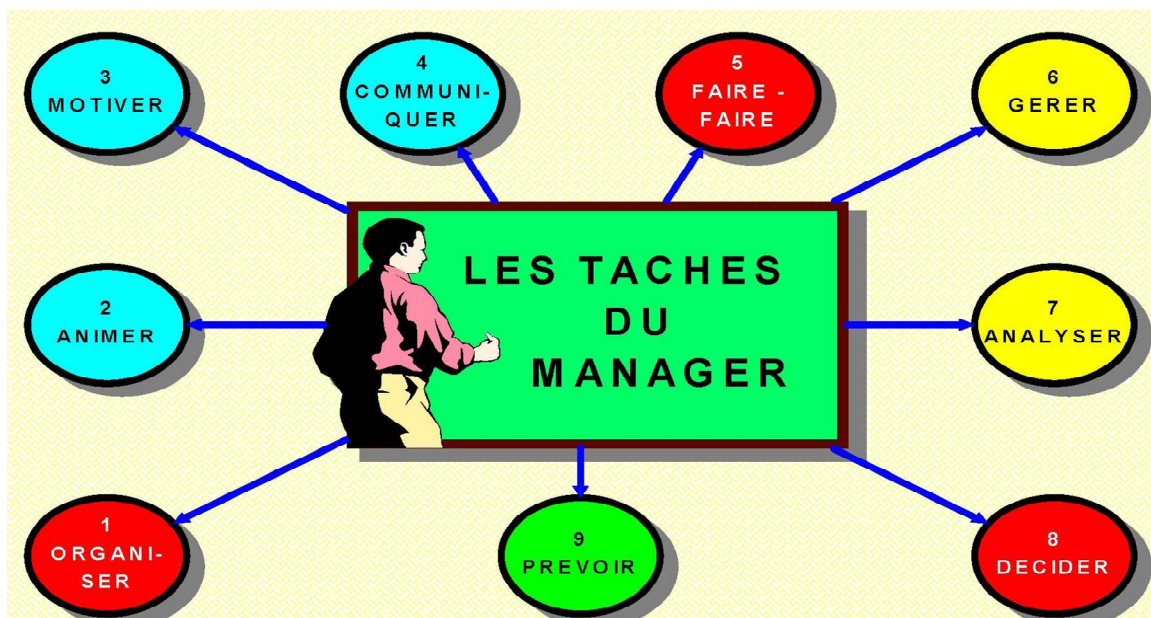 3
MOTIVER
4
COMMUNI-
QUER
5
FAIRE -
FAIRE
6
GERER
LES TACHES
DU
MANAGER
2
ANIMER
7
ANALYSER
1
ORGANI-
SER
9
PREVOIR
8
DECIDER